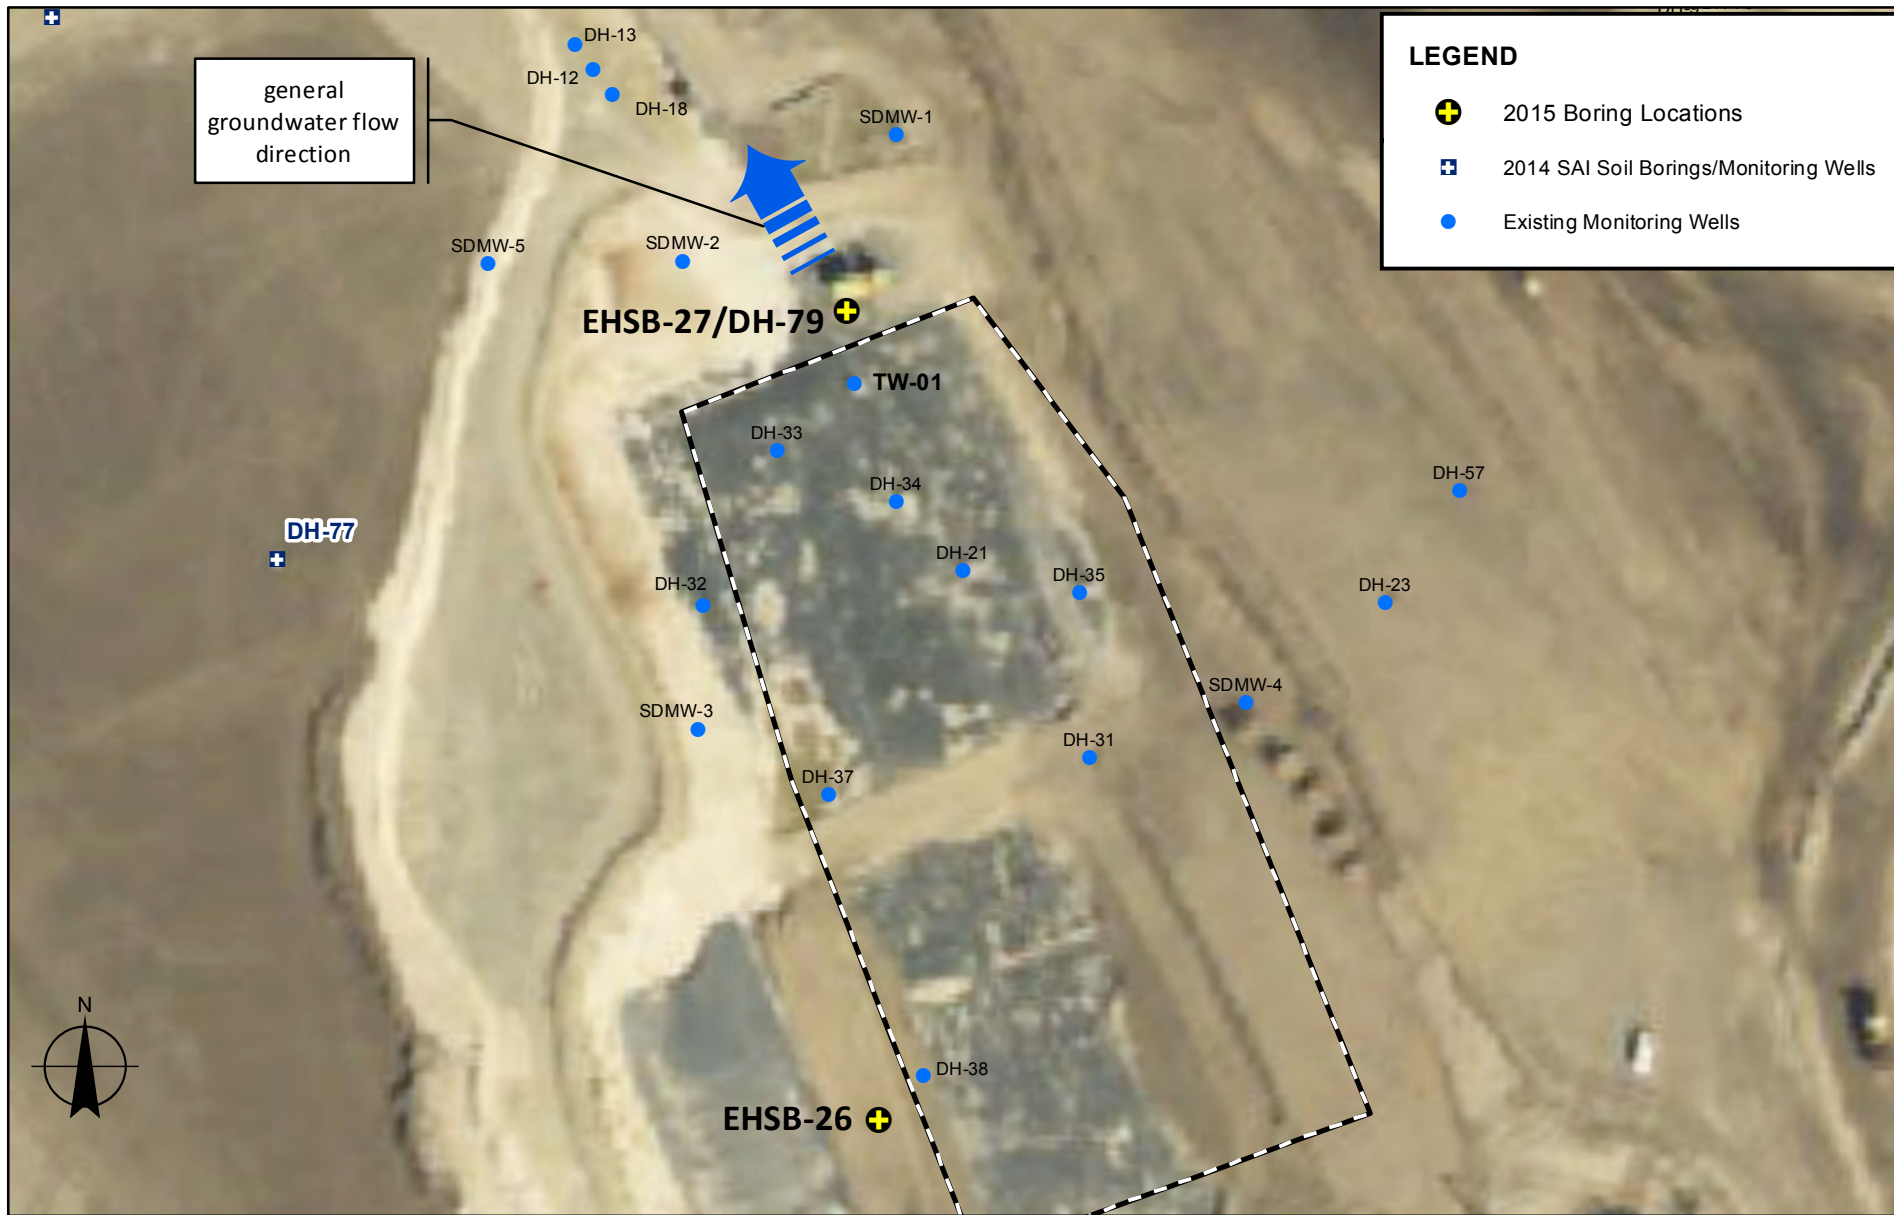 DH-13
DH-12
DH-18
SDMW-1
general
groundwater flow
direction
LEGEND
2015 Boring Locations
2014 SAI Soil Borings/Monitoring Wells
Existing Monitoring Wells
SDMW-5
SDMW-2
EHSB-27/DH-79
TW-01
DH-33
DH-34
DH-57
DH-77
DH-21
DH-35
DH-32
DH-23
SDMW-4
SDMW-3
DH-31
DH-37
N
DH-38
EHSB-26